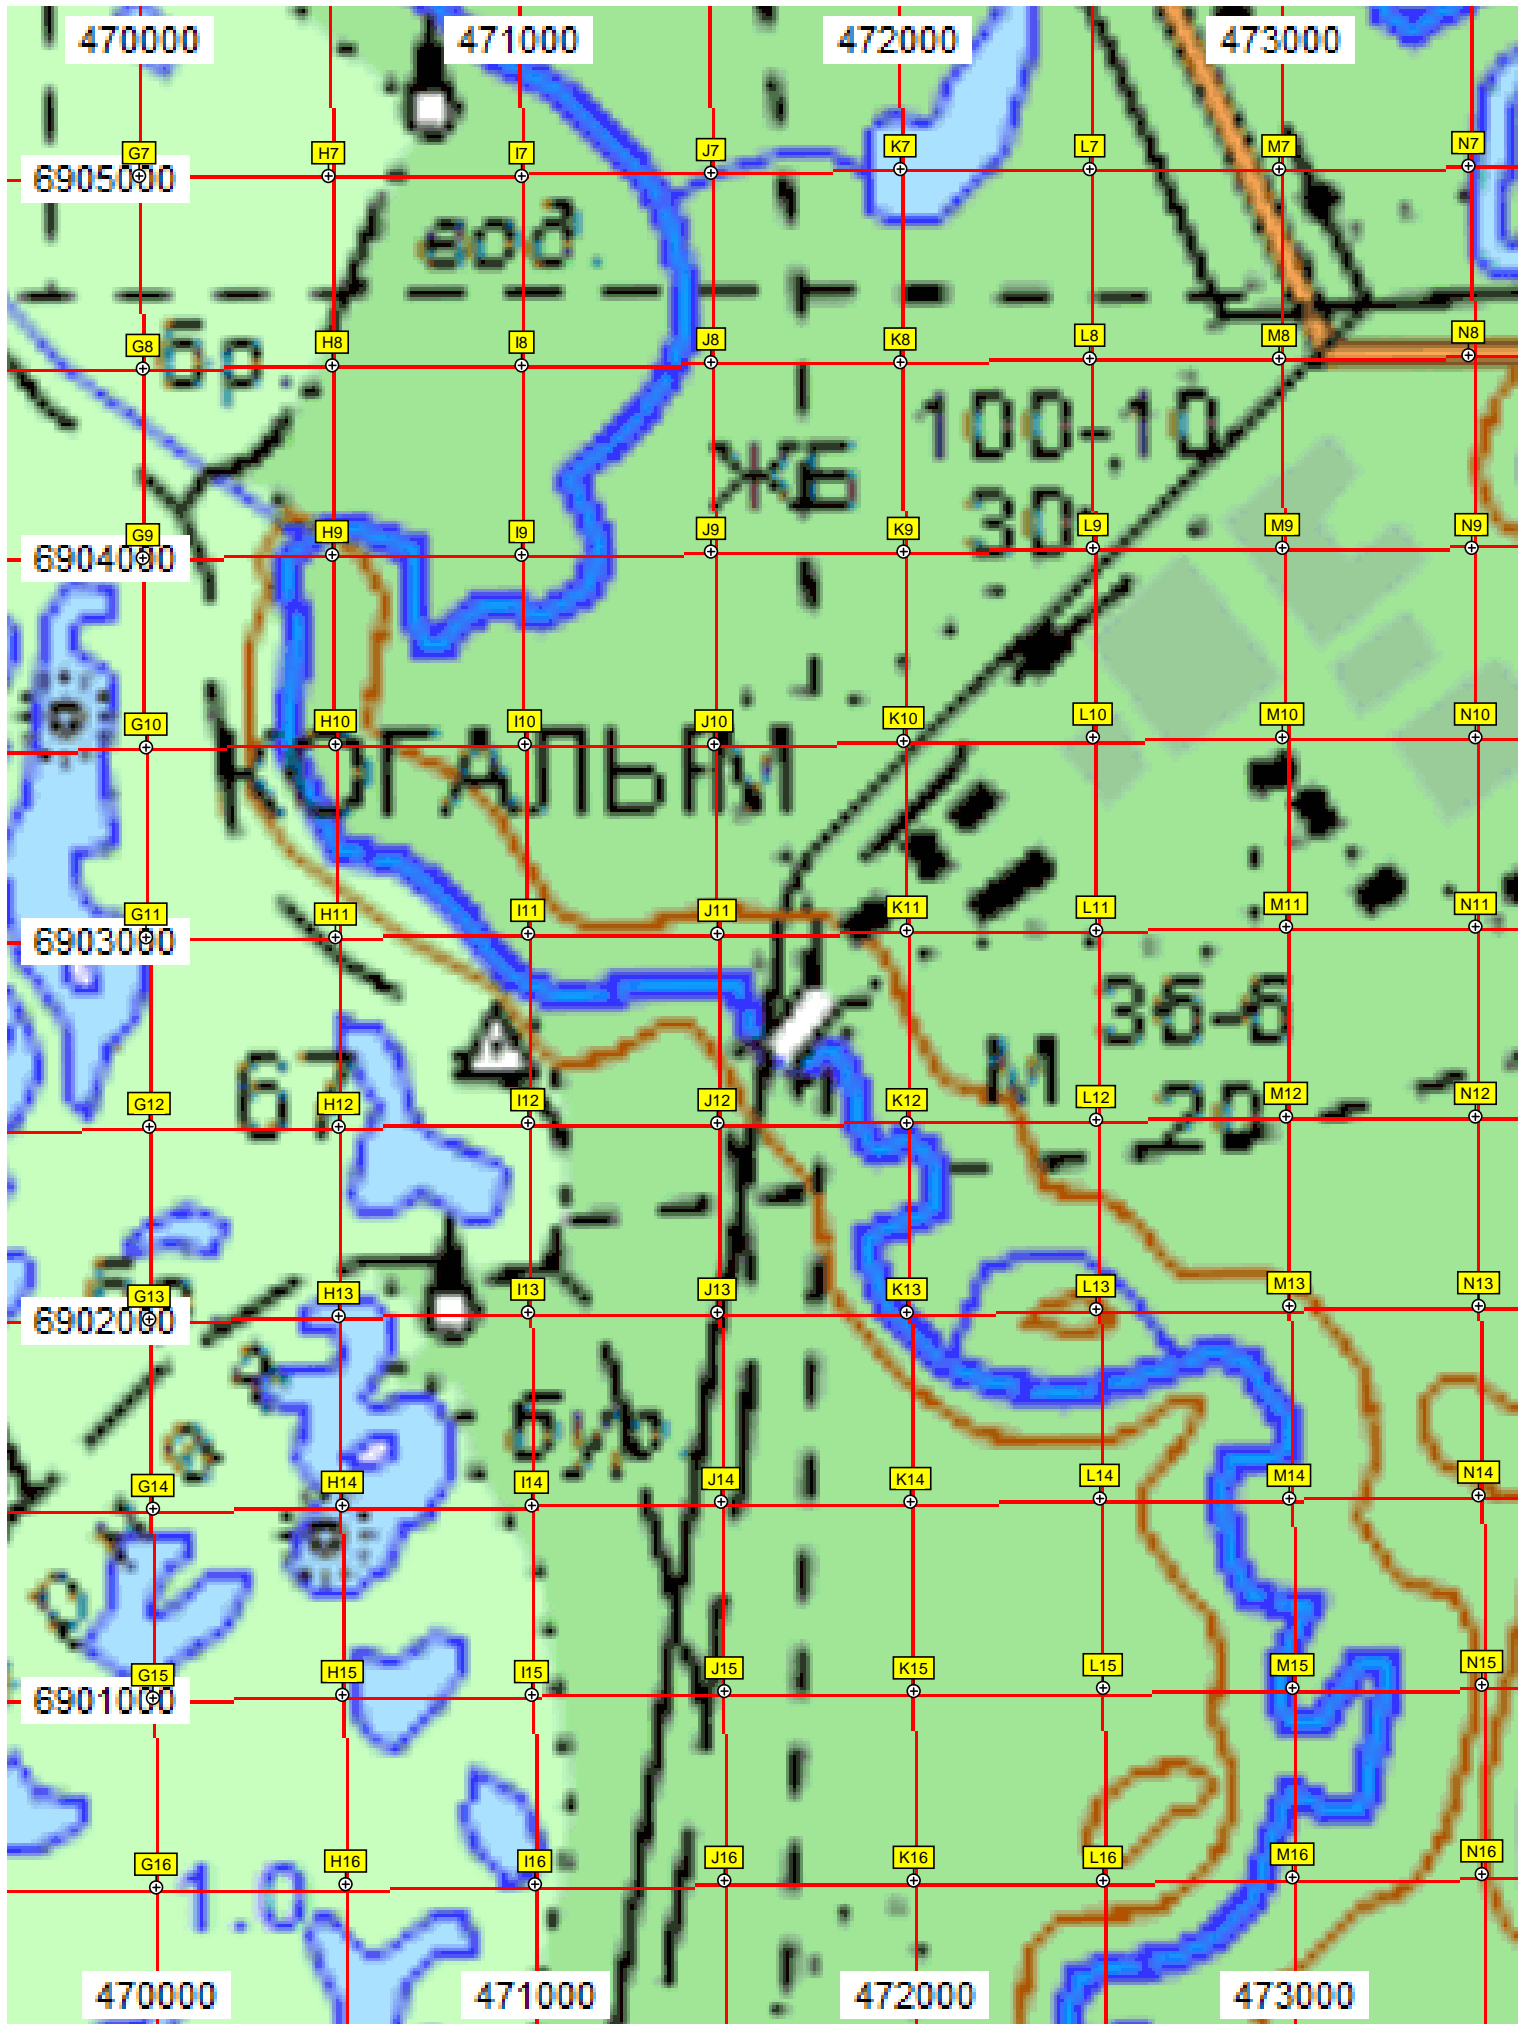 470000 471000 472000 473000
G7 H7 I7 J7 K7 L7 M7 N7
6905000
вод.
бр.
G8 H8 I8 J8 K8 L8 M8 N8
100-10
ЖБ
30
G9 H9 I9 J9 K9 L9 M9 N9
6904000
G10 H10 I10 J10 K10 L10 M10 N10
КОГАЛЫМ
G11 H11 I11 J11 K11 L11 M11 N11
6903000
36-6
М
20
67
G12 H12 I12 J12 K12 L12 M12 N12
G13 H13 I13 J13 K13 L13 M13 N13
6902000
бур.
G14 H14 I14 J14 K14 L14 M14 N14
G15 H15 I15 J15 K15 L15 M15 N15
6901000
G16 H16 I16 J16 K16 L16 M16 N16
1.0
470000 471000 472000 473000